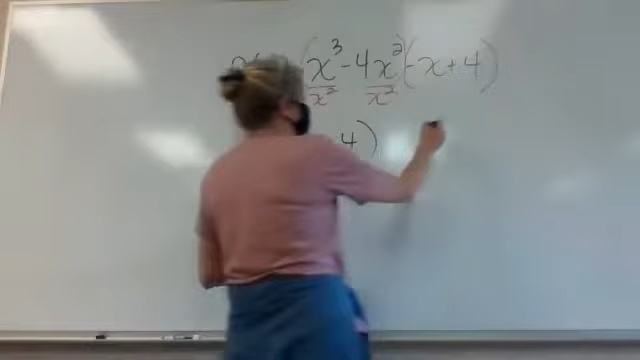 (x³ - 4x²)(-x + 4)
x² x²
4)